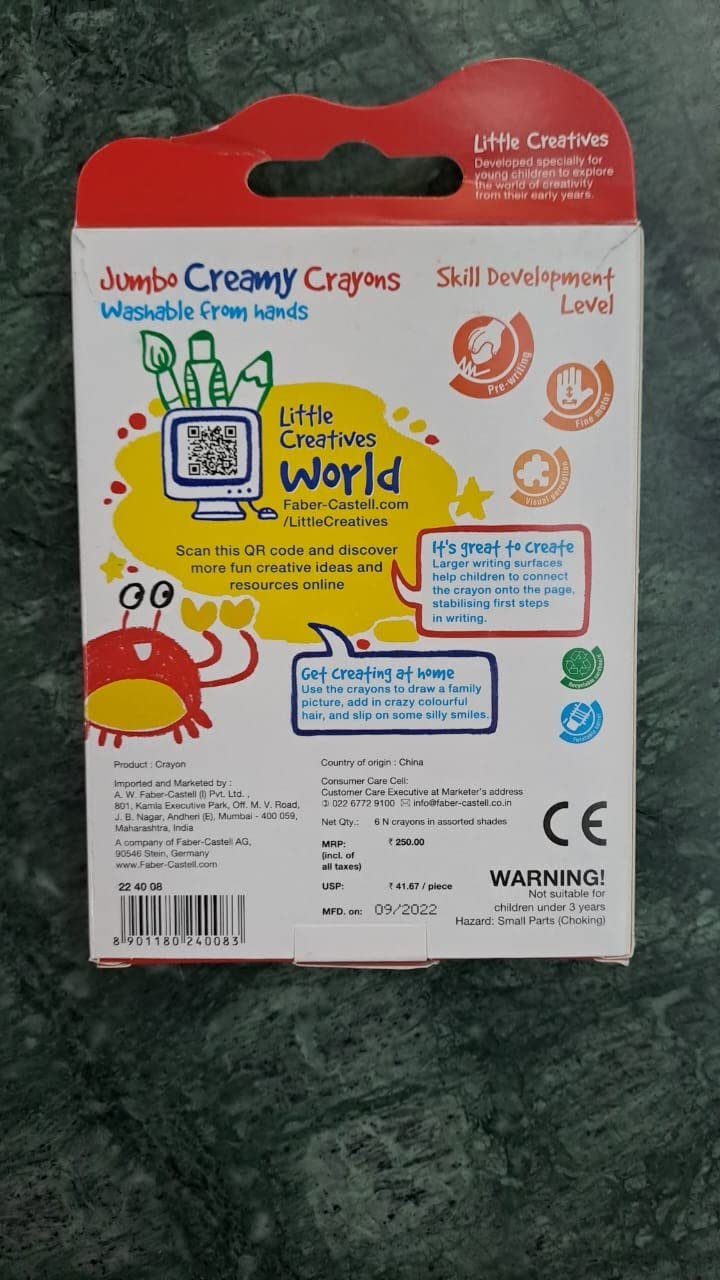 Little Creatives
Developed specially for
young children to explore
the world of creativity
from their early years.
Jumbo Creamy Crayons
Washable from hands
Skill Development
Level
Pre-writing
Fine motor
Visual perception
Little
Creatives
World
Faber-Castell.com
/LittleCreatives
Scan this QR code and discover
more fun creative ideas and
resources online
It's great to create
Larger writing surfaces
help children to connect
the crayon onto the page,
stabilising first steps
in writing.
Get creating at home
Use the crayons to draw a family
picture, add in crazy colourful
hair, and slip on some silly smiles.
Product : Crayon
Imported and Marketed by :
A. W. Faber-Castell (I) Pvt. Ltd. ,
801, Kamla Executive Park, Off. M. V. Road,
J. B. Nagar, Andheri (E), Mumbai - 400 059,
Maharashtra, India
A company of Faber-Castell AG,
90546 Stein, Germany
www.Faber-Castell.com
22 40 08
8 901180 240083
Country of origin : China
Consumer Care Cell:
Customer Care Executive at Marketer's address
022 6772 9100 info@faber-castell.co.in
Net Qty.: 6 N crayons in assorted shades
MRP: ₹ 250.00
(incl. of
all taxes)
USP: ₹ 41.67 / piece
MFD. on: 09/2022
CE
WARNING!
Not suitable for
children under 3 years
Hazard: Small Parts (Choking)